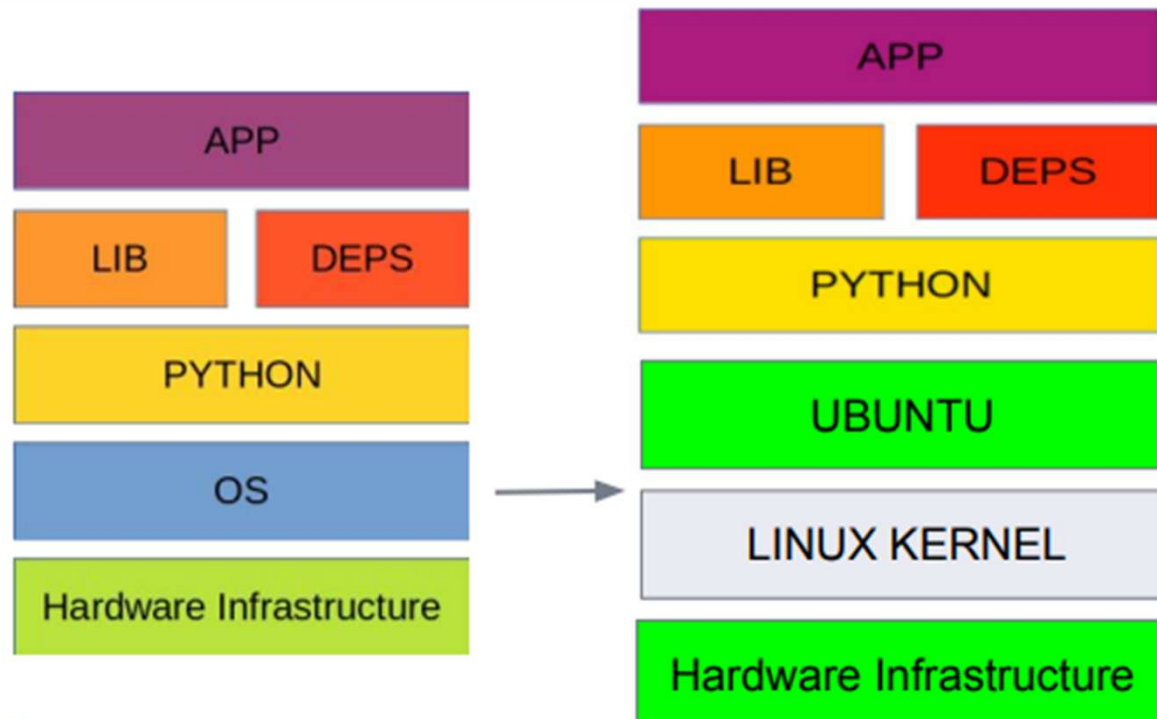 APP
LIB
DEPS
PYTHON
OS
Hardware Infrastructure
APP
LIB
DEPS
PYTHON
UBUNTU
LINUX KERNEL
Hardware Infrastructure